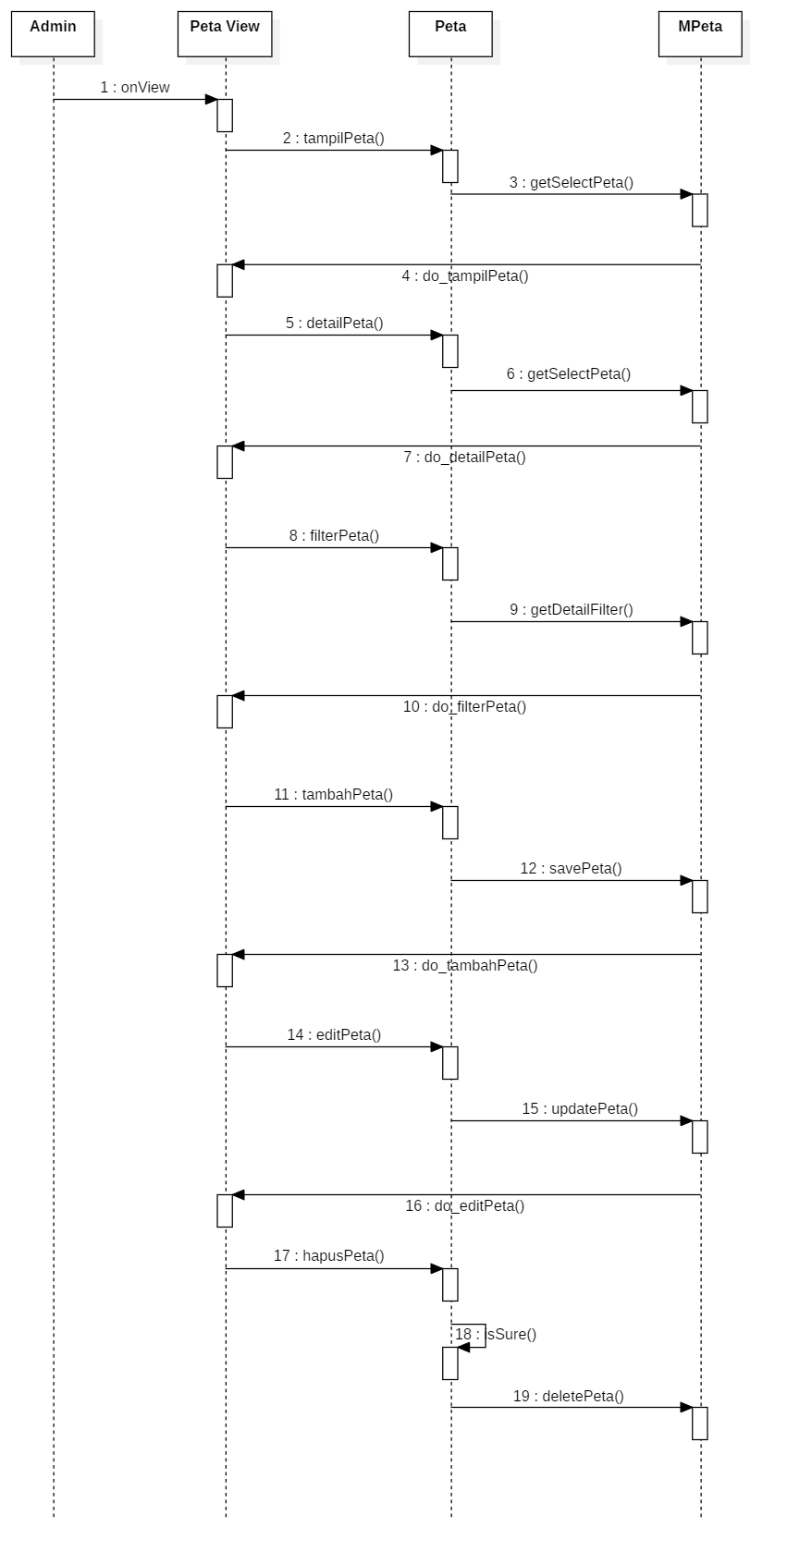 Admin
Peta View
Peta
MPeta
1 : onView
2 : tampilPeta()
3 : getSelectPeta()
4 : do_tampilPeta()
5 : detailPeta()
6 : getSelectPeta()
7 : do_detailPeta()
8 : filterPeta()
9 : getDetailFilter()
10 : do_filterPeta()
11 : tambahPeta()
12 : savePeta()
13 : do_tambahPeta()
14 : editPeta()
15 : updatePeta()
16 : do_editPeta()
17 : hapusPeta()
18 : isSure()
19 : deletePeta()